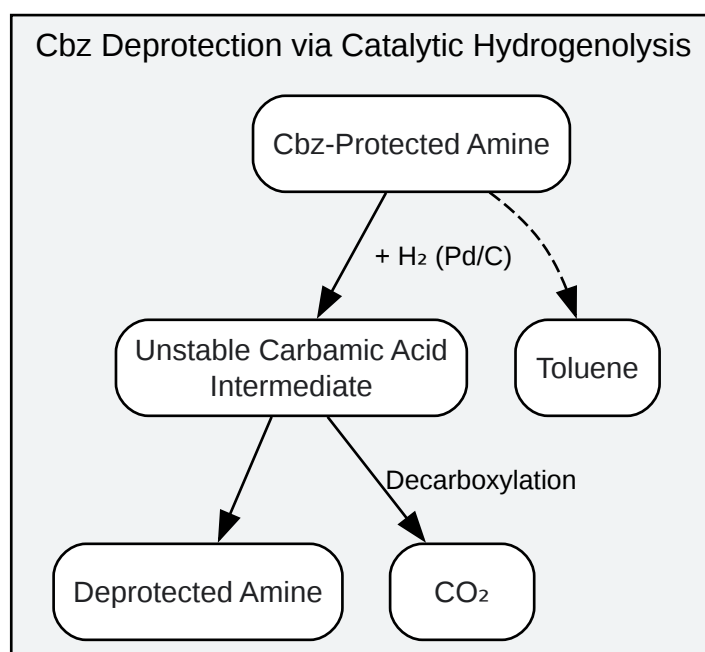 Cbz Deprotection via Catalytic Hydrogenolysis
Cbz-Protected Amine
+ H₂ (Pd/C)
Unstable Carbamic Acid
Intermediate
Toluene
Decarboxylation
Deprotected Amine
CO₂